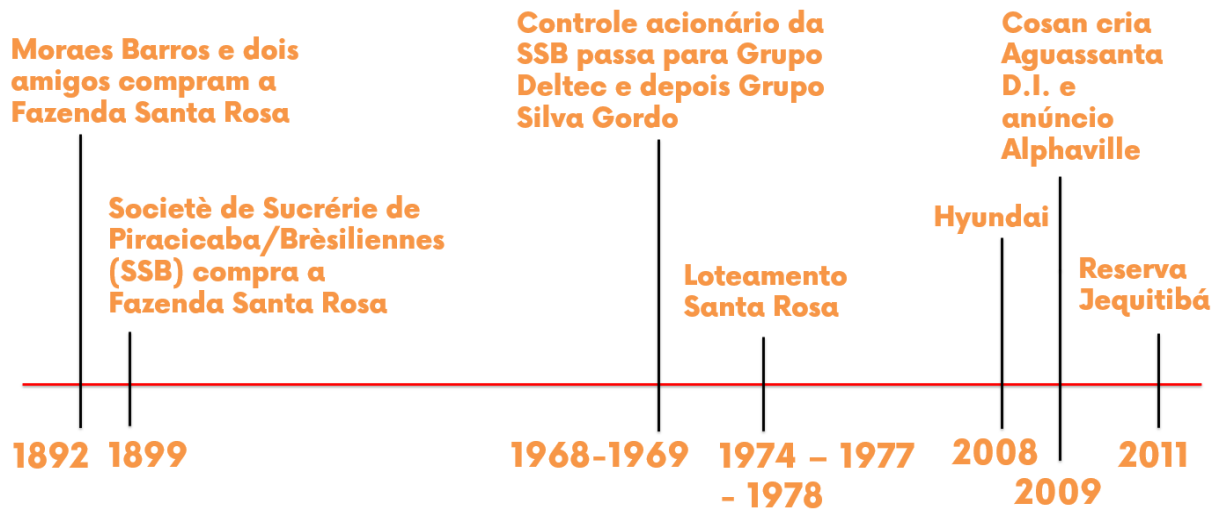 Moraes Barros e dois
amigos compram a
Fazenda Santa Rosa
Societè de Sucrérie de
Piracicaba/Brèsiliennes
(SSB) compra a
Fazenda Santa Rosa
Controle acionário da
SSB passa para Grupo
Deltec e depois Grupo
Silva Gordo
Loteamento
Santa Rosa
Hyundai
Cosan cria
Aguassanta
D.I. e
anúncio
Alphaville
Reserva
Jequitibá
1892
1899
1968-1969
1974 – 1977
- 1978
2008
2009
2011